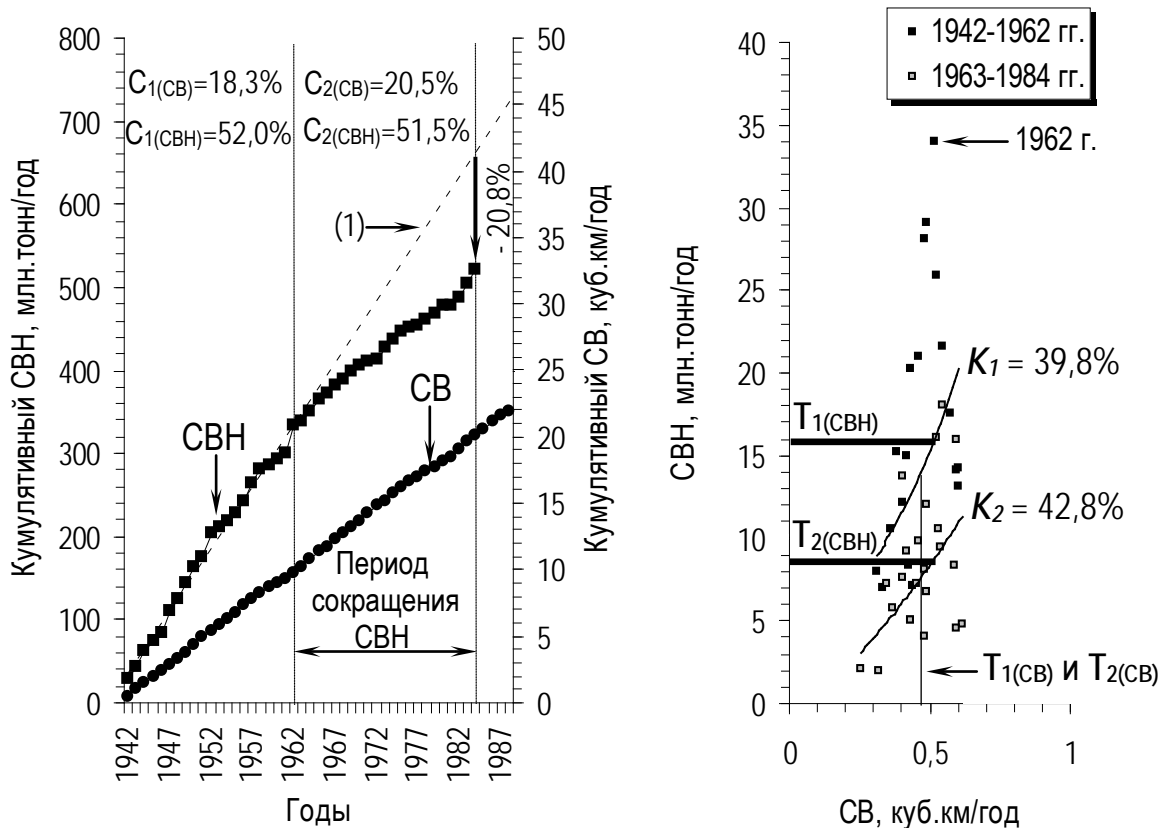 800
700
600
500
400
300
200
100
0
Кумулятивный СВН, млн.тонн/год
C1(СВ)=18,3%
C2(СВ)=20,5%
C1(СВН)=52,0%
C2(СВН)=51,5%
(1)
- 20,8%
СВН
СВ
Период
сокращения
СВН
50
45
40
35
30
25
20
15
10
5
0
Кумулятивный СВ, куб.км/год
1942
1947
1952
1957
1962
1967
1972
1977
1982
1987
Годы
1942-1962 гг.
1963-1984 гг.
40
35
30
25
20
15
10
5
0
СВН, млн.тонн/год
1962 г.
K1 = 39,8%
T1(СВН)
K2 = 42,8%
T2(СВН)
T1(СВ) и T2(СВ)
0
0,5
1
СВ, куб.км/год